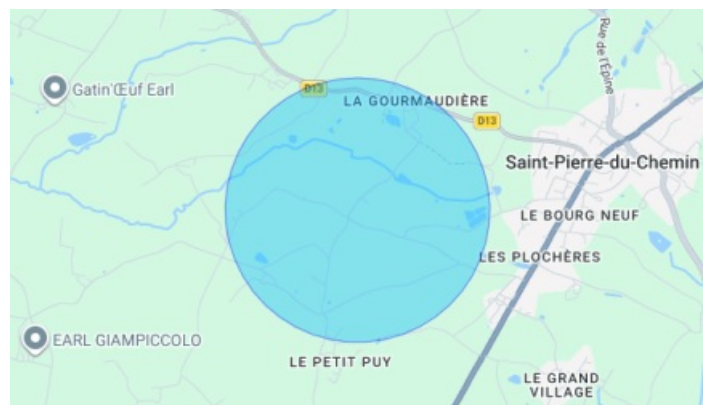 Rue de l'Épine
Gatin'Œuf Earl
D13
LA GOURMAUDIÈRE
D13
Saint-Pierre-du-Chemin
LE BOURG NEUF
LES PLOCHÈRES
EARL GIAMPICCOLO
LE PETIT PUY
LE GRAND
VILLAGE